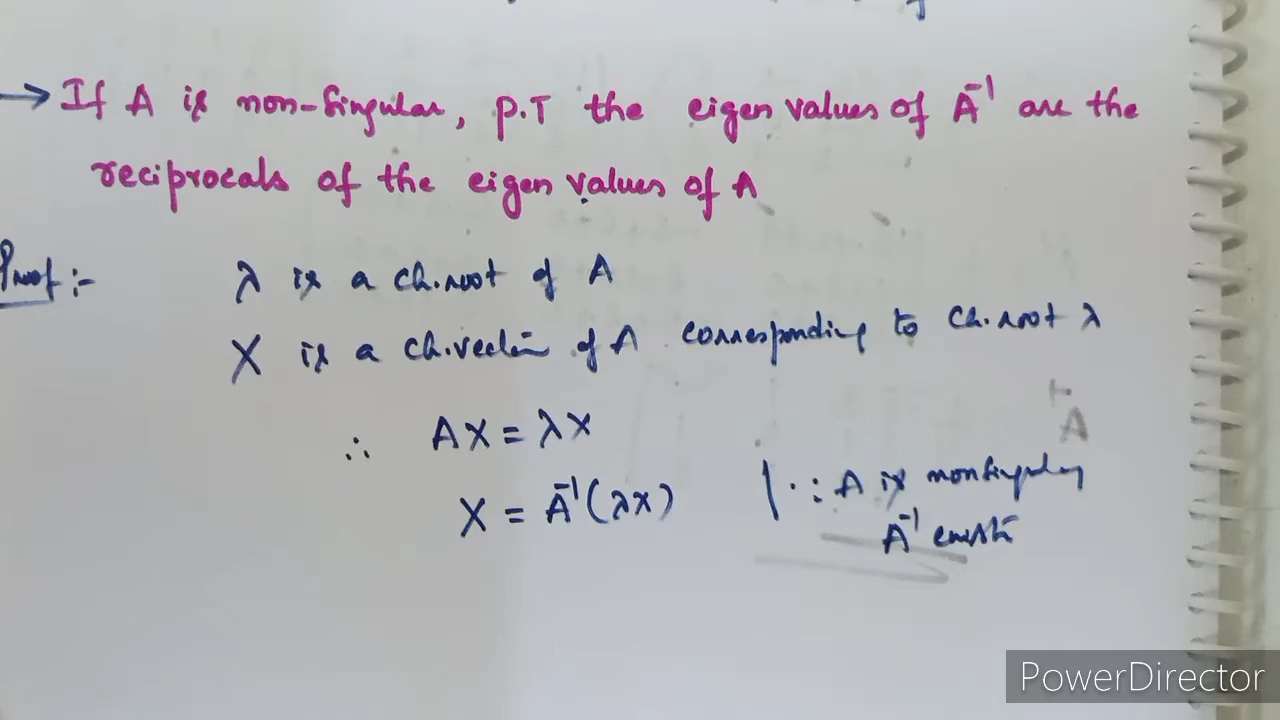 → If A is non-singular, P.T the eigen values of A⁻¹ are the
reciprocals of the eigen values of A
Proof :-
λ is a ch.root of A
X is a ch.vector of A corresponding to ch.root λ
∴ AX = λX
X = A⁻¹(λX) | ∵ A is nonsingular
A⁻¹ exists
PowerDirector